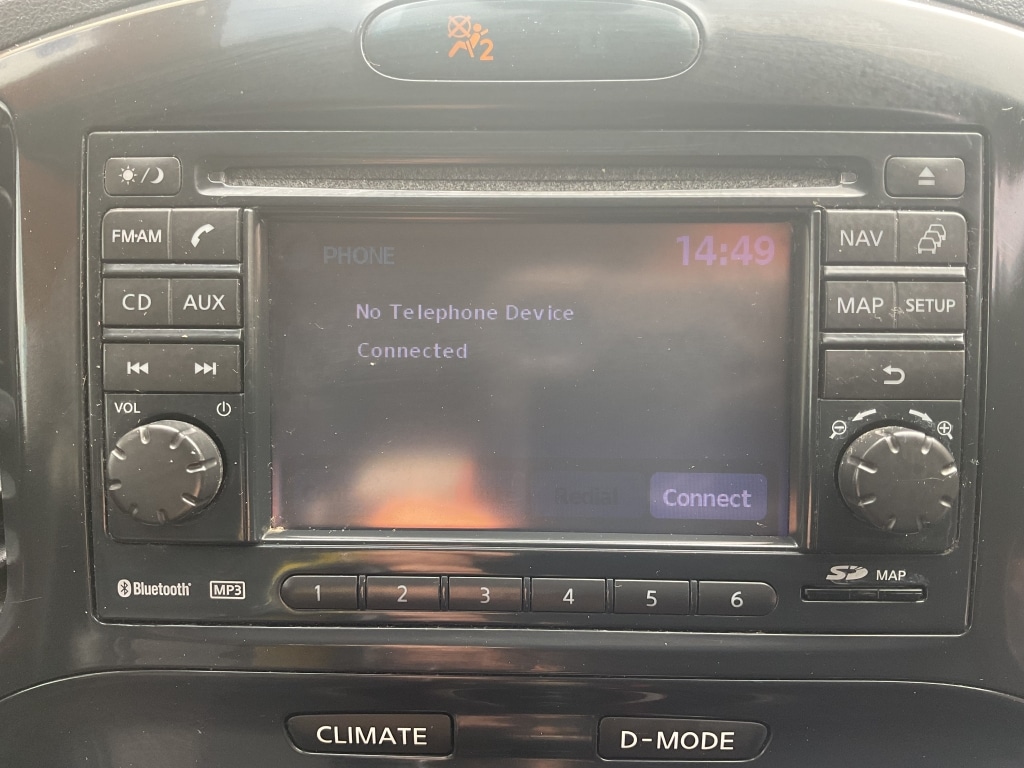 2
FM·AM
CD
AUX
VOL
PHONE
14:49
No Telephone Device
Connected
Redial
Connect
NAV
MAP
SETUP
Bluetooth
MP3
1
2
3
4
5
6
SD
MAP
CLIMATE
D-MODE